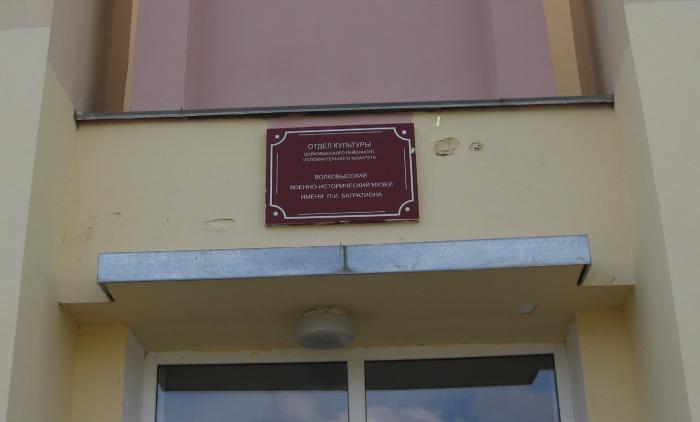 ОТДЕЛ КУЛЬТУРЫ
ВОЛКОВЫССКОГО РАЙОННОГО
ИСПОЛНИТЕЛЬНОГО КОМИТЕТА
ВОЛКОВЫССКИЙ
ВОЕННО-ИСТОРИЧЕСКИЙ МУЗЕЙ
ИМЕНИ П.И. БАГРАТИОНА